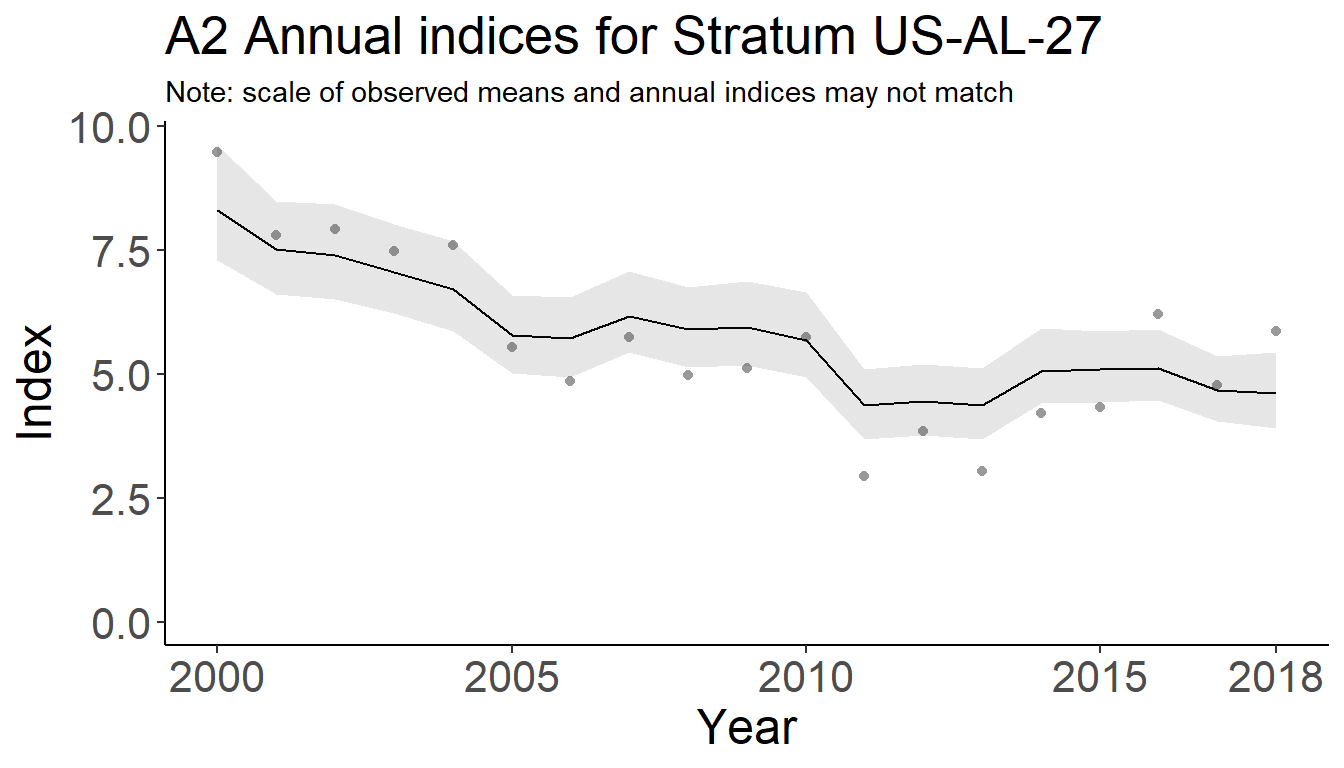 A2 Annual indices for Stratum US-AL-27
Note: scale of observed means and annual indices may not match
10.0
7.5
5.0
2.5
0.0
Index
2000 2005 2010 2015 2018
Year